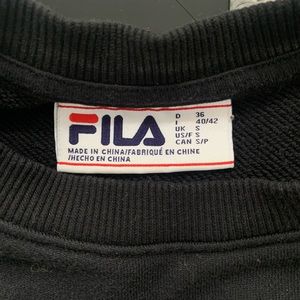 FILA
D 36
I 40/42
UK S
US/F S
CAN S/P
MADE IN CHINA/FABRIQUÉ EN CHINE
/HECHO EN CHINA